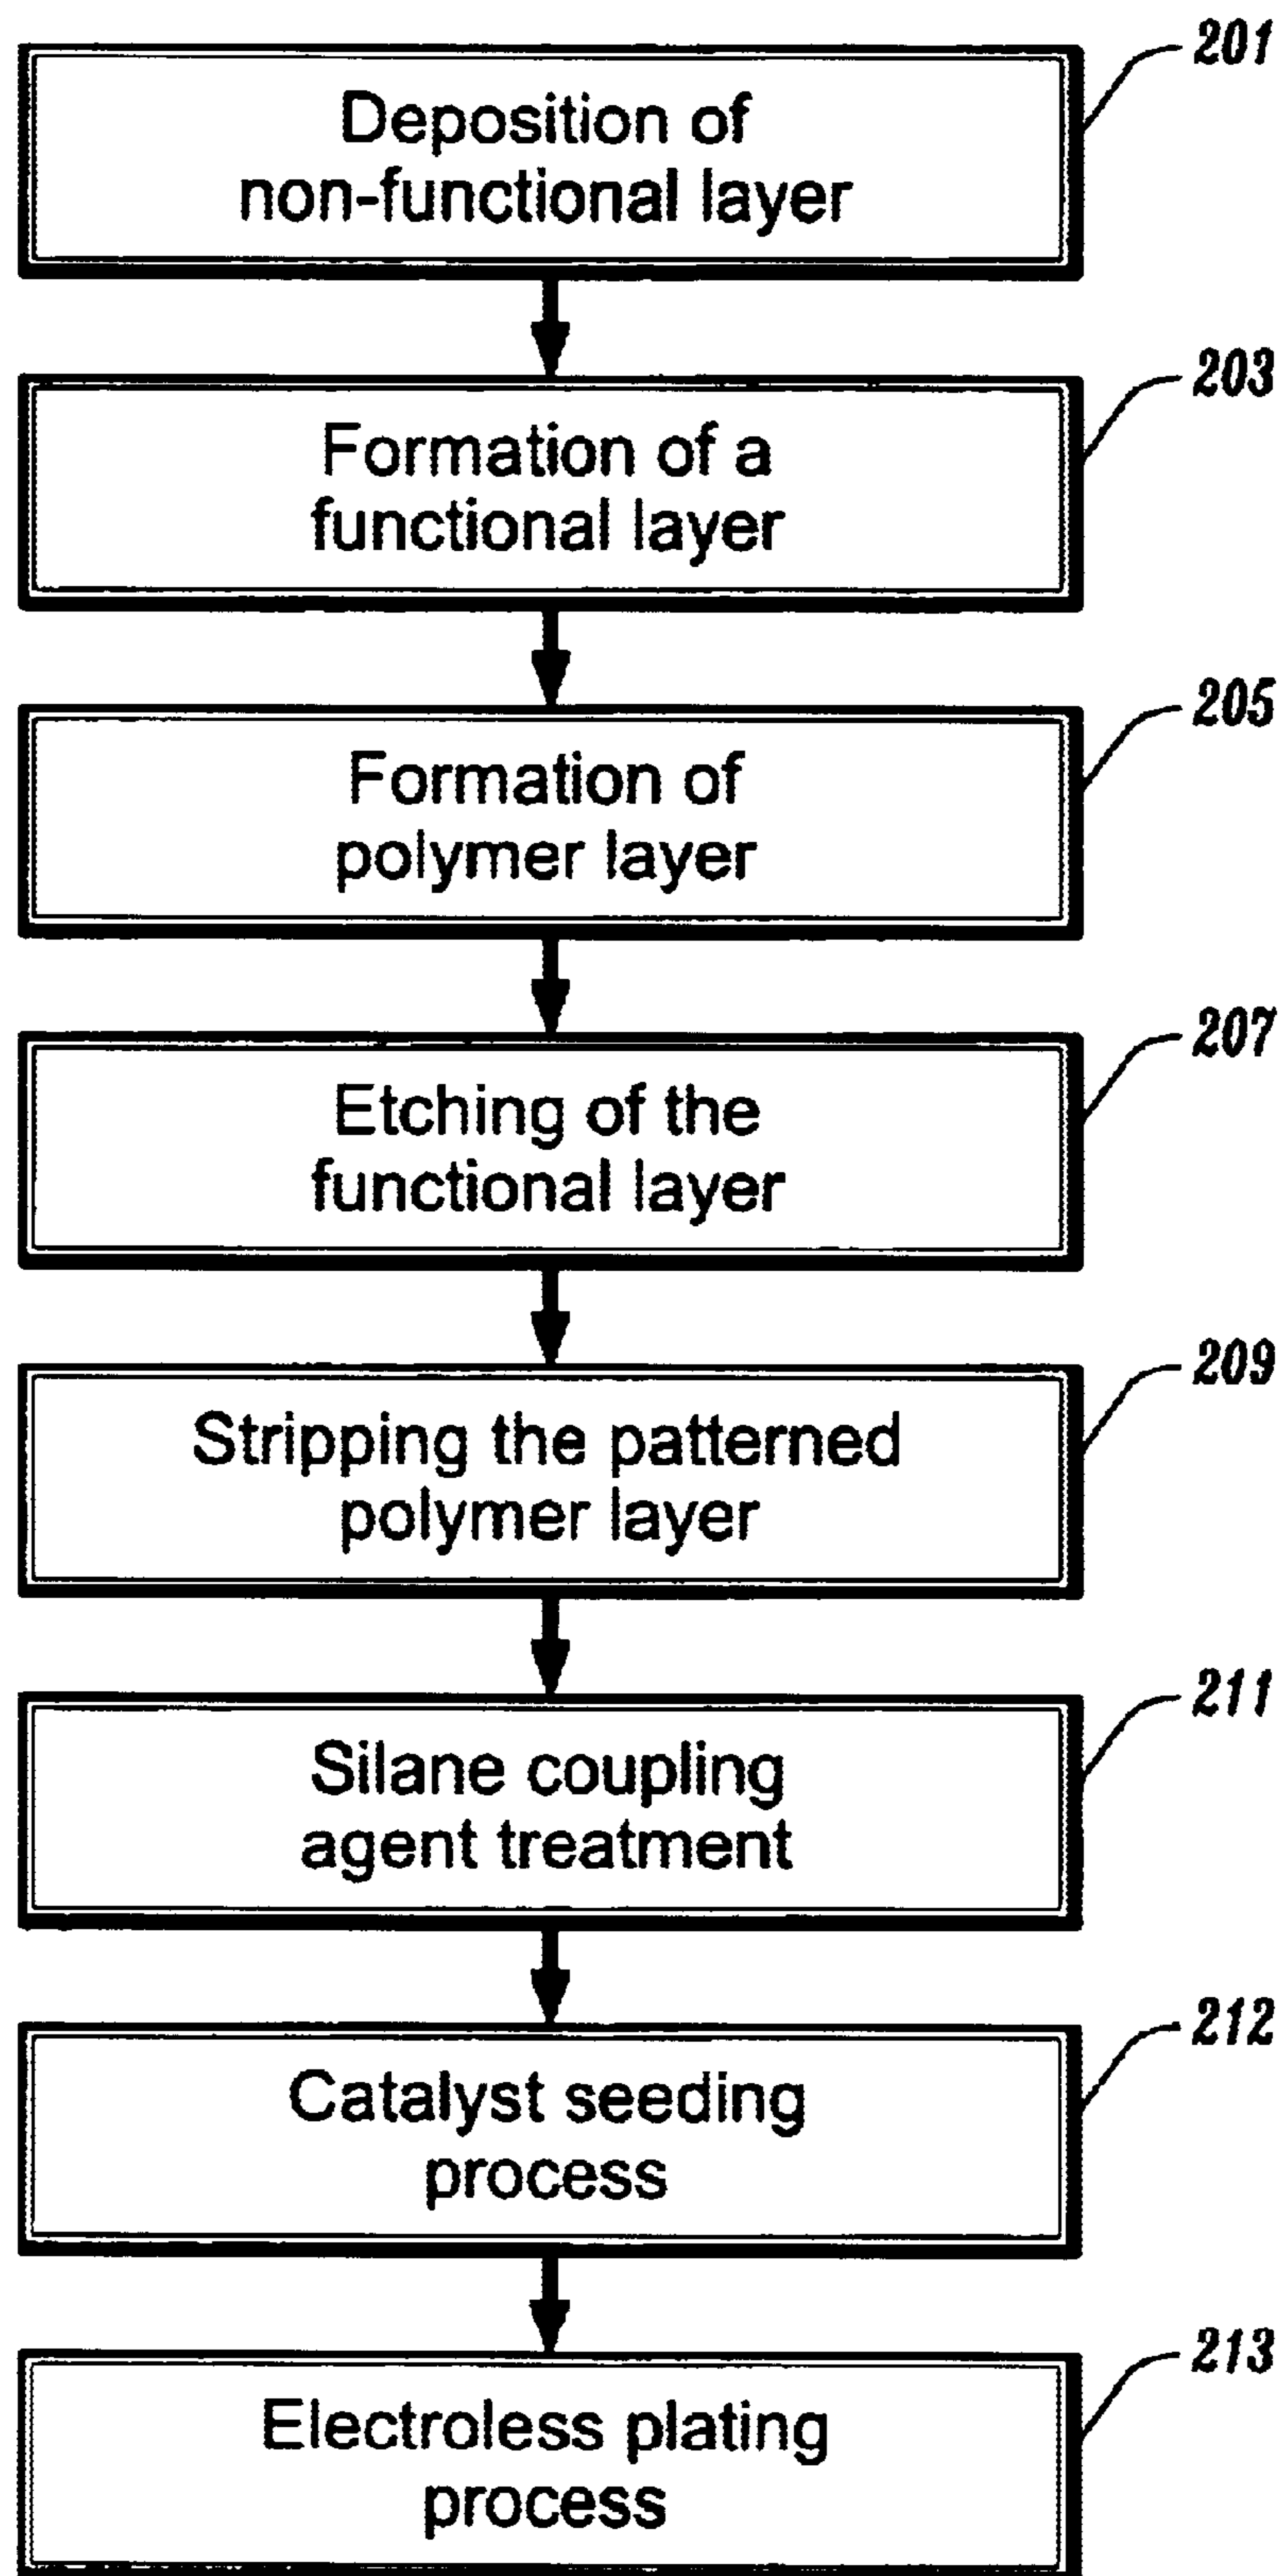 201
Deposition of
non-functional layer
203
Formation of a
functional layer
205
Formation of
polymer layer
207
Etching of the
functional layer
209
Stripping the patterned
polymer layer
211
Silane coupling
agent treatment
212
Catalyst seeding
process
213
Electroless plating
process